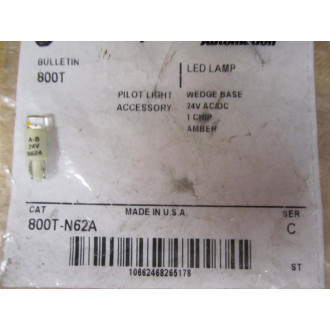 Automation
BULLETIN
800T
LED LAMP
PILOT LIGHT
ACCESSORY
WEDGE BASE
24V AC/DC
1 CHIP
AMBER
A-B
24V
N62A
CAT
800T-N62A
MADE IN U.S.A.
SER
C
10662468265178
ST